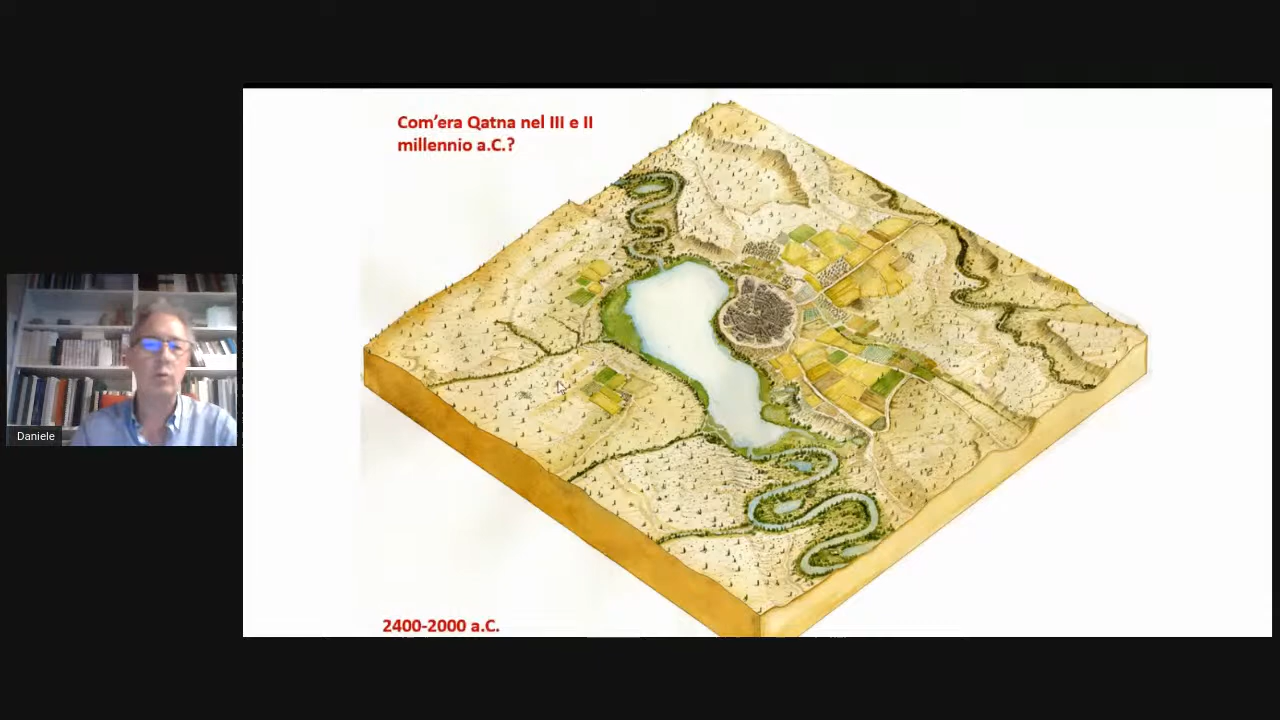 Com'era Qatna nel III e II
millennio a.C.?
Daniele
2400-2000 a.C.